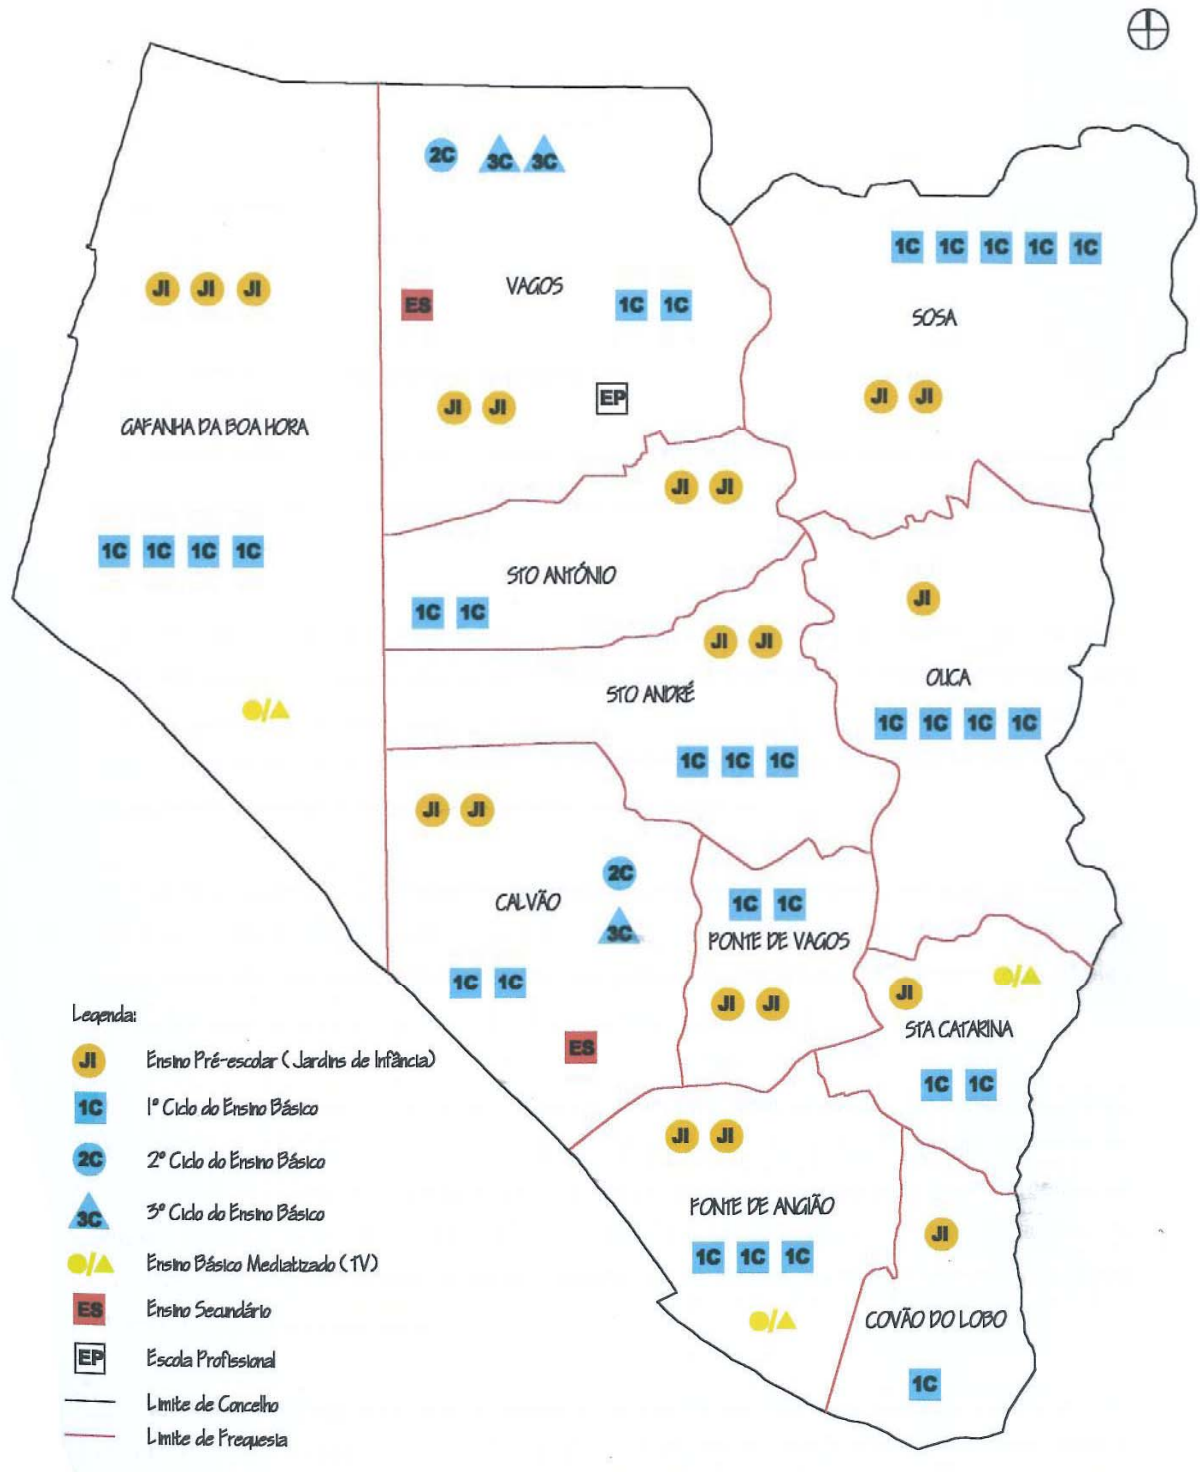 2C 3C 3C
1C 1C 1C 1C 1C
JI JI JI
VAGOS
ES
1C 1C
SOSA
JI JI
EP
JI JI
GAFANHA DA BOA HORA
JI JI
1C 1C 1C 1C
STO ANTÓNIO
JI
1C 1C
JI JI
OUCA
STO ANDRÉ
1C 1C 1C 1C
1C 1C 1C
JI JI
2C
CALVÃO
1C 1C
3C
PONTE DE VAGOS
1C 1C
JI
JI JI
STA CATARINA
ES
1C 1C
JI JI
FONTE DE ANGIÃO
JI
1C 1C 1C
COVÃO DO LOBO
1C
Legenda:
JI Ensino Pré-escolar (Jardins de Infância)
1C 1º Ciclo do Ensino Básico
2C 2º Ciclo do Ensino Básico
3C 3º Ciclo do Ensino Básico
Ensino Básico Mediatizado (TV)
ES Ensino Secundário
EP Escola Profissional
Limite de Concelho
Limite de Freguesia